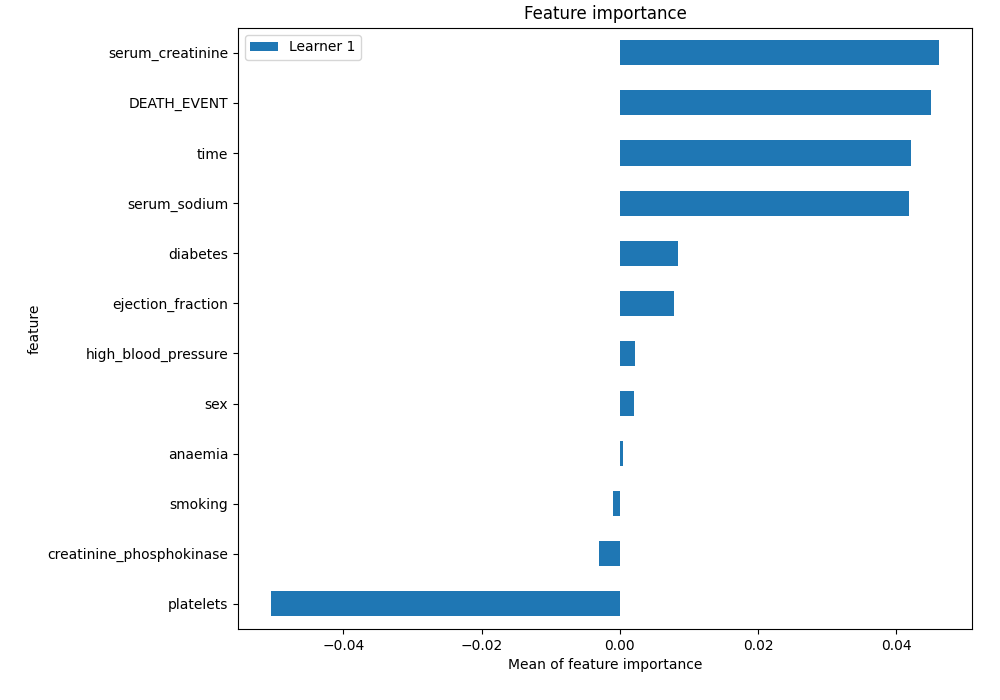 Feature importance
Learner 1
feature
serum_creatinine
DEATH_EVENT
time
serum_sodium
diabetes
ejection_fraction
high_blood_pressure
sex
anaemia
smoking
creatinine_phosphokinase
platelets
−0.04 −0.02 0.00 0.02 0.04
Mean of feature importance